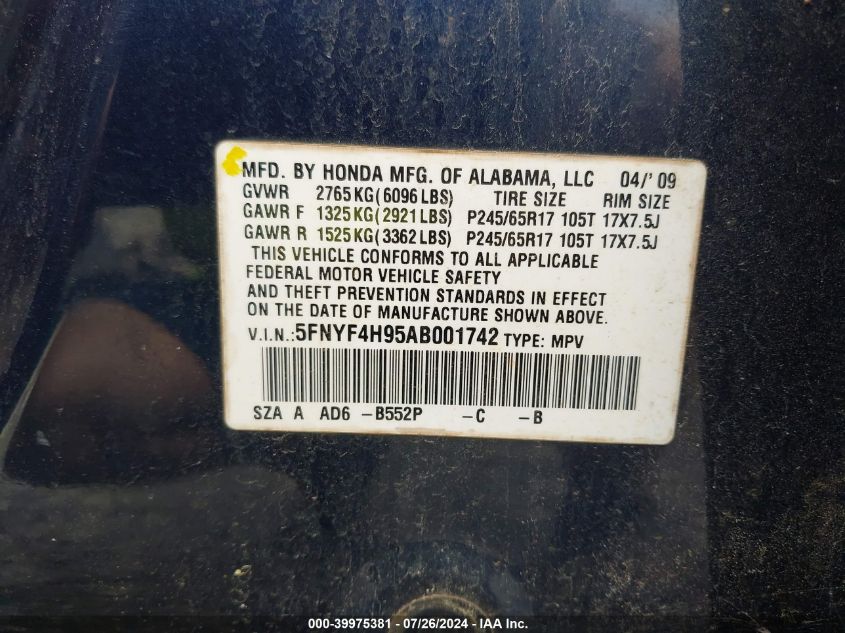 MFD. BY HONDA MFG. OF ALABAMA, LLC 04/'09
GVWR 2765KG(6096LBS) TIRE SIZE RIM SIZE
GAWR F 1325KG(2921LBS) P245/65R17 105T 17X7.5J
GAWR R 1525KG(3362LBS) P245/65R17 105T 17X7.5J
THIS VEHICLE CONFORMS TO ALL APPLICABLE
FEDERAL MOTOR VEHICLE SAFETY
AND THEFT PREVENTION STANDARDS IN EFFECT
ON THE DATE OF MANUFACTURE SHOWN ABOVE.
V.I.N.: 5FNYF4H95AB001742 TYPE: MPV
SZA A AD6 -B552P -C -B
000-39975381 - 07/26/2024 - IAA Inc.